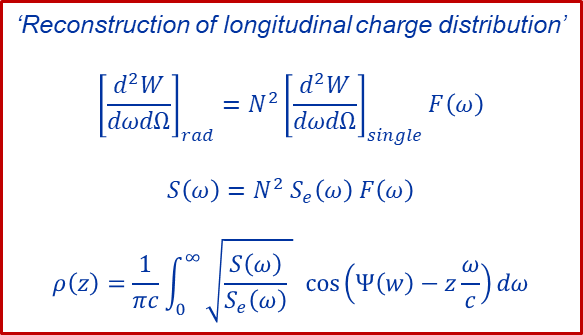 ‘Reconstruction of longitudinal charge distribution’
[d²W / dωdΩ]_rad = N² [d²W / dωdΩ]_single F(ω)
S(ω) = N² S_e(ω) F(ω)
ρ(z) = 1/πc ∫₀^∞ √(S(ω) / S_e(ω)) cos(Ψ(w) − z ω/c) dω